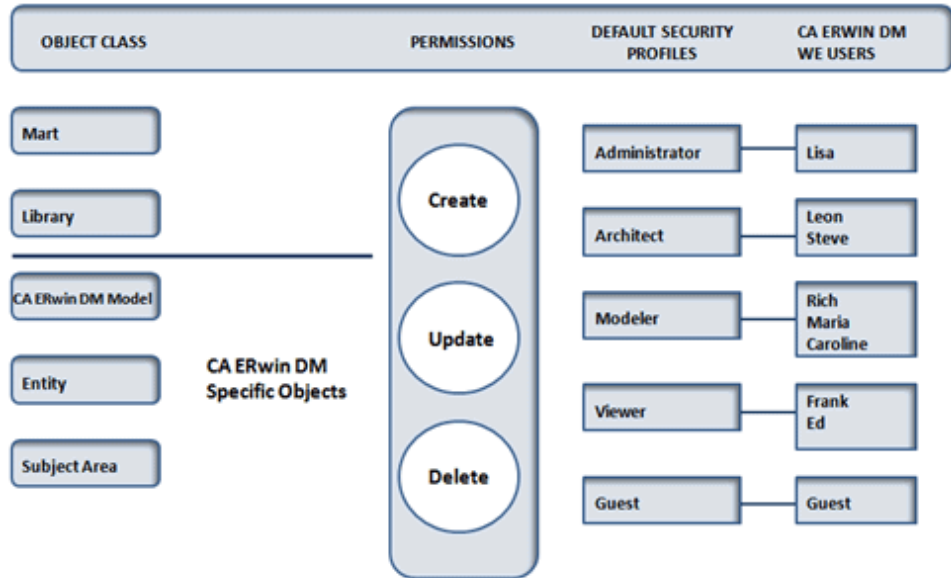 OBJECT CLASS
PERMISSIONS
DEFAULT SECURITY
PROFILES
CA ERWIN DM
WE USERS
Mart
Library
CA ERwin DM Model
Entity
Subject Area
CA ERwin DM
Specific Objects
Create
Update
Delete
Administrator
Lisa
Architect
Leon
Steve
Modeler
Rich
Maria
Caroline
Viewer
Frank
Ed
Guest
Guest